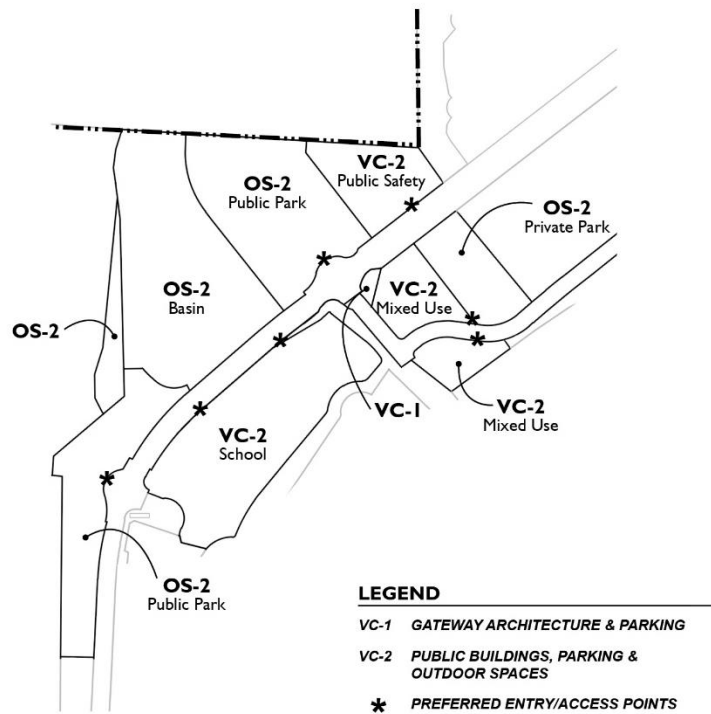 VC-2
Public Safety
OS-2
Public Park
OS-2
Private Park
OS-2
Basin
VC-2
Mixed Use
OS-2
VC-1
VC-2
Mixed Use
VC-2
School
OS-2
Public Park
LEGEND
VC-1 GATEWAY ARCHITECTURE & PARKING
VC-2 PUBLIC BUILDINGS, PARKING &
OUTDOOR SPACES
* PREFERRED ENTRY/ACCESS POINTS